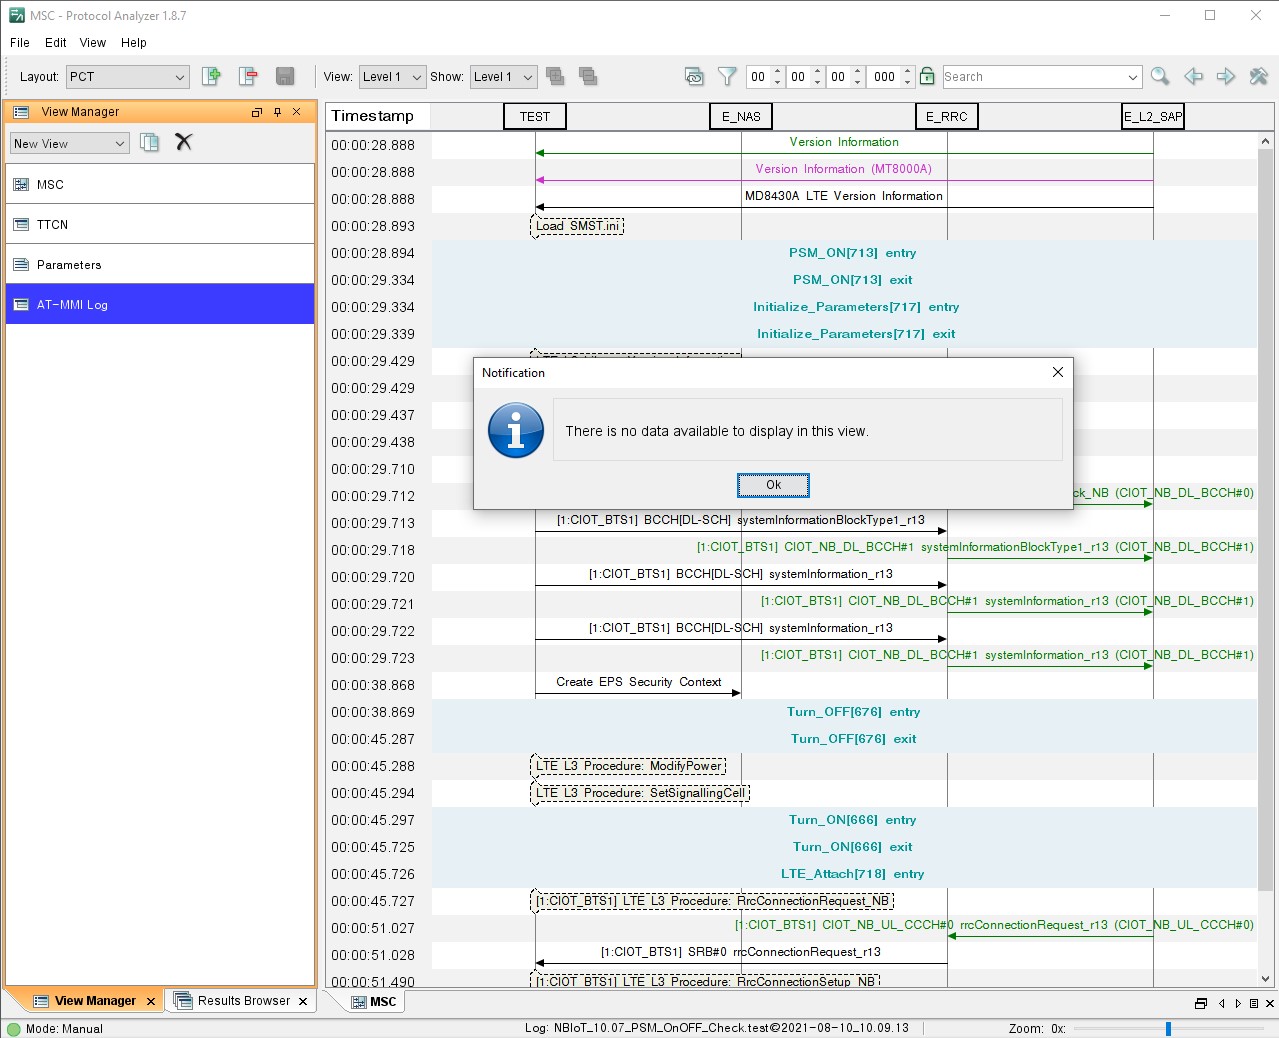 MSC - Protocol Analyzer 1.8.7
File Edit View Help
Layout: PCT View: Level 1 Show: Level 1 00 00 00 000 Search
View Manager
New View
MSC
TTCN
Parameters
AT-MMI Log
Timestamp TEST E_NAS E_RRC E_L2_SAP
00:00:28.888 Version Information
00:00:28.888 Version Information (MT8000A)
00:00:28.888 MD8430A LTE Version Information
00:00:28.893 Load SMST.ini
00:00:28.894 PSM_ON[713] entry
00:00:29.334 PSM_ON[713] exit
00:00:29.334 Initialize_Parameters[717] entry
00:00:29.339 Initialize_Parameters[717] exit
00:00:29.429
00:00:29.429
00:00:29.437
00:00:29.438
00:00:29.710
Notification
There is no data available to display in this view.
Ok
00:00:29.712 ck_NB (CIOT_NB_DL_BCCH#0)
00:00:29.713 [1:CIOT_BTS1] BCCH[DL-SCH] systemInformationBlockType1_r13
00:00:29.718 [1:CIOT_BTS1] CIOT_NB_DL_BCCH#1 systemInformationBlockType1_r13 (CIOT_NB_DL_BCCH#1)
00:00:29.720 [1:CIOT_BTS1] BCCH[DL-SCH] systemInformation_r13
00:00:29.721 [1:CIOT_BTS1] CIOT_NB_DL_BCCH#1 systemInformation_r13 (CIOT_NB_DL_BCCH#1)
00:00:29.722 [1:CIOT_BTS1] BCCH[DL-SCH] systemInformation_r13
00:00:29.723 [1:CIOT_BTS1] CIOT_NB_DL_BCCH#1 systemInformation_r13 (CIOT_NB_DL_BCCH#1)
00:00:38.868 Create EPS Security Context
00:00:38.869 Turn_OFF[676] entry
00:00:45.287 Turn_OFF[676] exit
00:00:45.288 LTE L3 Procedure: ModifyPower
00:00:45.294 LTE L3 Procedure: SetSignallingCell
00:00:45.297 Turn_ON[666] entry
00:00:45.725 Turn_ON[666] exit
00:00:45.726 LTE_Attach[718] entry
00:00:45.727 [1:CIOT_BTS1] LTE L3 Procedure: RrcConnectionRequest_NB
00:00:51.027 [1:CIOT_BTS1] CIOT_NB_UL_CCCH#0 rrcConnectionRequest_r13 (CIOT_NB_UL_CCCH#0)
00:00:51.028 [1:CIOT_BTS1] SRB#0 rrcConnectionRequest_r13
00:00:51.490 [1:CIOT_BTS1] LTE L3 Procedure: RrcConnectionSetup_NB
View Manager Results Browser MSC
Mode: Manual Log: NBIoT_10.07_PSM_OnOFF_Check.test@2021-08-10_10.09.13 Zoom: 0x: